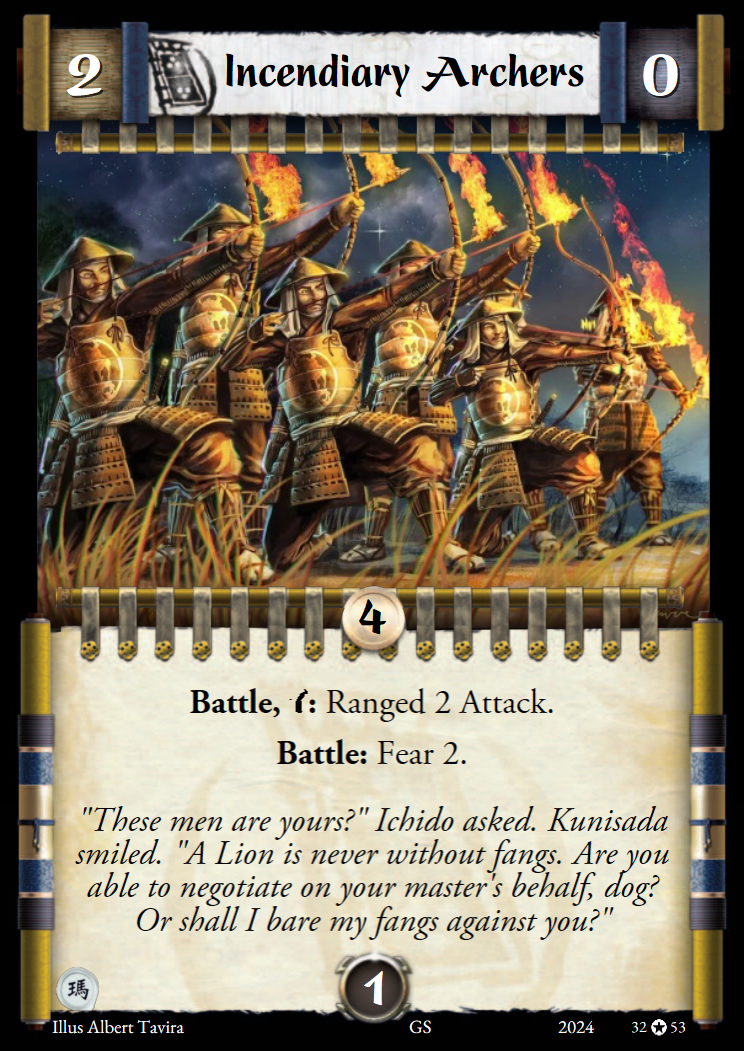 2
Incendiary Archers
0
4
Battle, : Ranged 2 Attack.
Battle: Fear 2.
"These men are yours?" Ichido asked. Kunisada
smiled. "A Lion is never without fangs. Are you
able to negotiate on your master's behalf, dog?
Or shall I bare my fangs against you?"
瑪
1
Illus Albert Tavira GS 2024 32 53